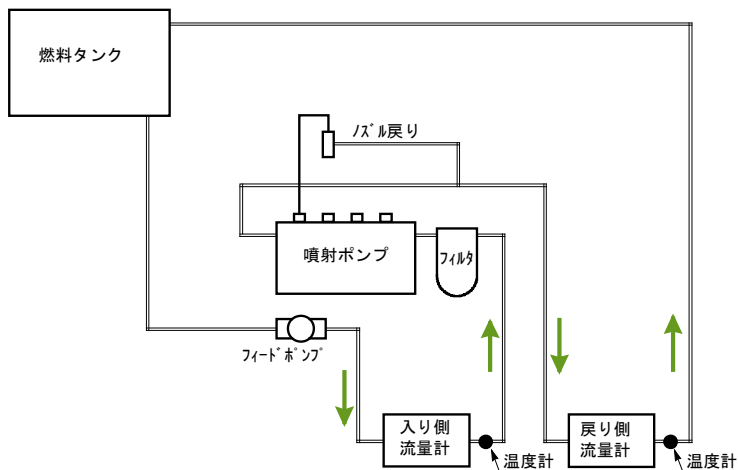 燃料タンク
ﾉｽﾞﾙ戻り
噴射ポンプ
ﾌｨﾙﾀ
ﾌｨｰﾄﾞﾎﾟﾝﾌﾟ
入り側
流量計
温度計
戻り側
流量計
温度計